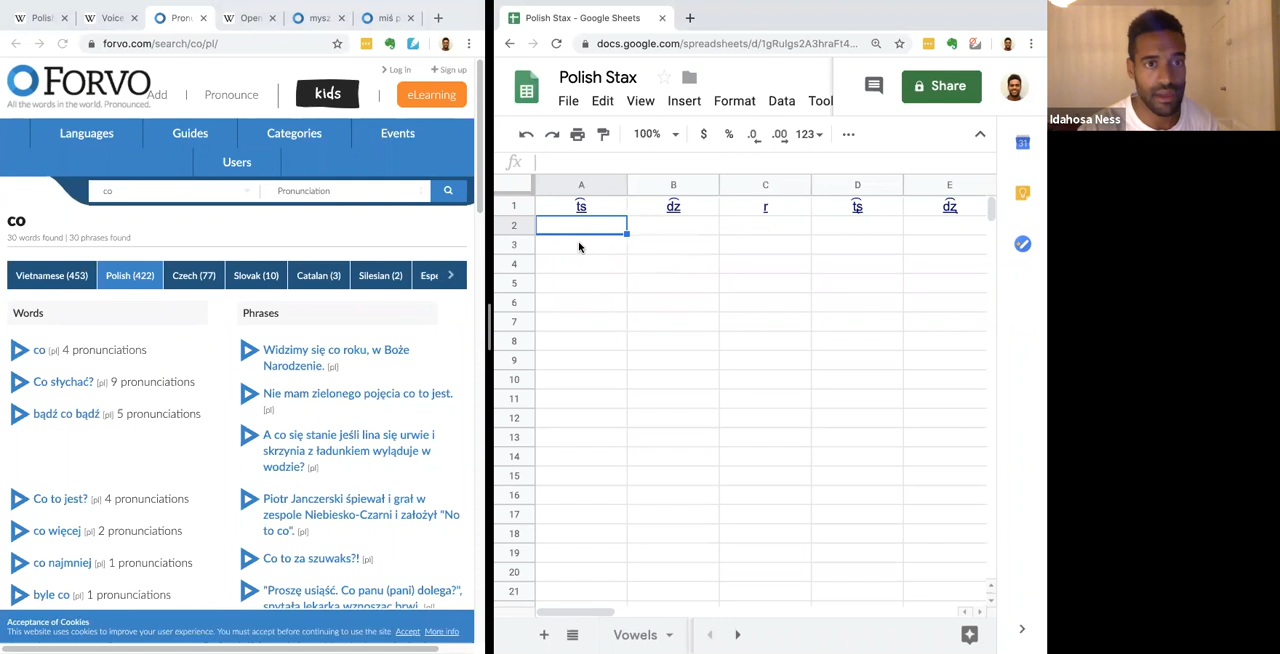 Polis
Voice
Pron
Open
mysz
miś p
forvo.com/search/co/pl/
FORVO
All the words in the world. Pronounced.
Log In
Sign up
Add
Pronounce
kids
eLearning
Languages
Guides
Categories
Events
Users
co
Pronunciation
co
30 words found | 30 phrases found
Vietnamese (453)
Polish (422)
Czech (77)
Slovak (10)
Catalan (3)
Silesian (2)
Espe
Words
co [pl] 4 pronunciations
Co słychać? [pl] 9 pronunciations
bądź co bądź [pl] 5 pronunciations
Co to jest? [pl] 4 pronunciations
co więcej [pl] 2 pronunciations
co najmniej [pl] 1 pronunciations
byle co [pl] 1 pronunciations
Phrases
Widzimy się co roku, w Boże
Narodzenie. [pl]
Nie mam zielonego pojęcia co to jest.
[pl]
A co się stanie jeśli lina się urwie i
skrzynia z ładunkiem wyląduje w
wodzie? [pl]
Piotr Janczerski śpiewał i grał w
zespole Niebiesko-Czarni i założył "No
to co". [pl]
Co to za szuwaks?! [pl]
"Proszę usiąść. Co panu (pani) dolega?",
spytała lekarka wznosząc brwi. [pl]
Acceptance of Cookies
This website uses cookies to improve your user experience. You must accept before continuing to use the site Accept More info
Polish Stax - Google Sheets
docs.google.com/spreadsheets/d/1gRuIgs2A3hraFt4...
Polish Stax
File Edit View Insert Format Data Tool
Share
100%
$ % .0 .00 123
fx
A B C D E
1 t͡s d͡z r t͡ʂ d͡ʐ
2
3
4
5
6
7
8
9
10
11
12
13
14
15
16
17
18
19
20
21
Vowels
31
Idahosa Ness